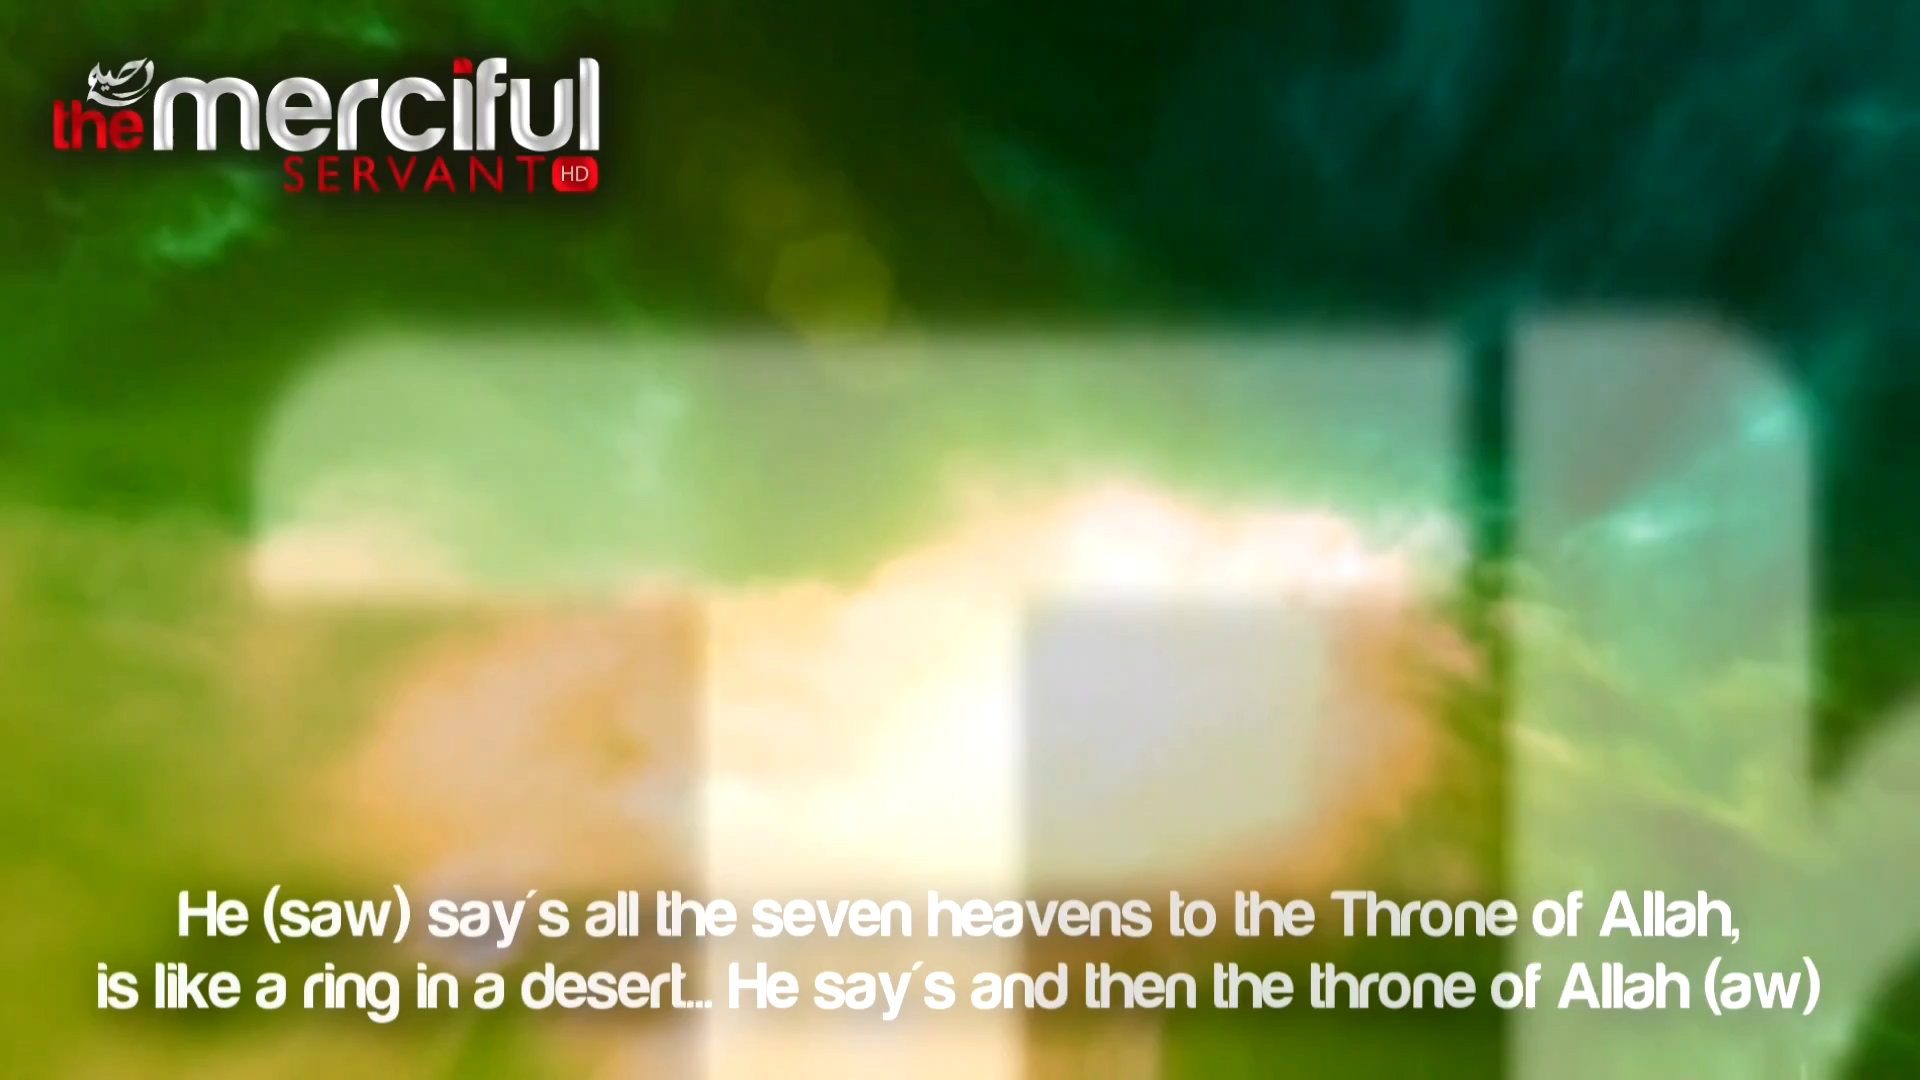 the merciful
SERVANT HD
He (saw) say´s all the seven heavens to the Throne of Allah,
is like a ring in a desert... He say´s and then the throne of Allah (aw)